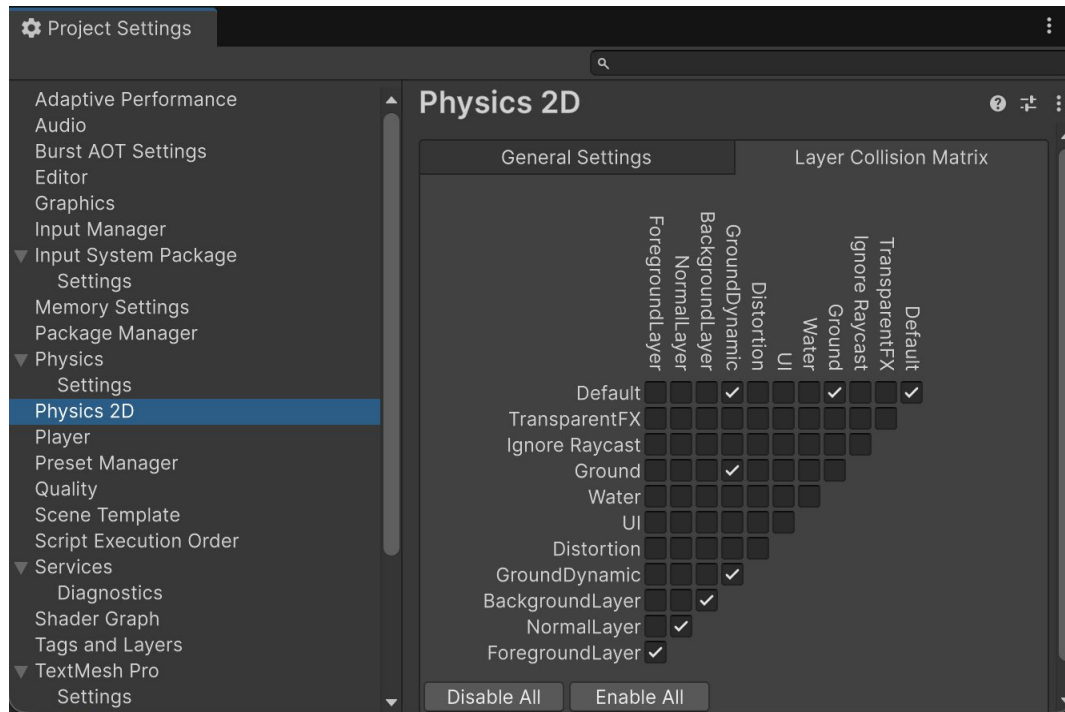 Project Settings
Adaptive Performance
Audio
Burst AOT Settings
Editor
Graphics
Input Manager
Input System Package
Settings
Memory Settings
Package Manager
Physics
Settings
Physics 2D
Player
Preset Manager
Quality
Scene Template
Script Execution Order
Services
Diagnostics
Shader Graph
Tags and Layers
TextMesh Pro
Settings
Physics 2D
General Settings
Layer Collision Matrix
ForegroundLayer
NormalLayer
BackgroundLayer
GroundDynamic
Distortion
UI
Water
Ground
Ignore Raycast
TransparentFX
Default
Default
TransparentFX
Ignore Raycast
Ground
Water
UI
Distortion
GroundDynamic
BackgroundLayer
NormalLayer
ForegroundLayer
Disable All
Enable All